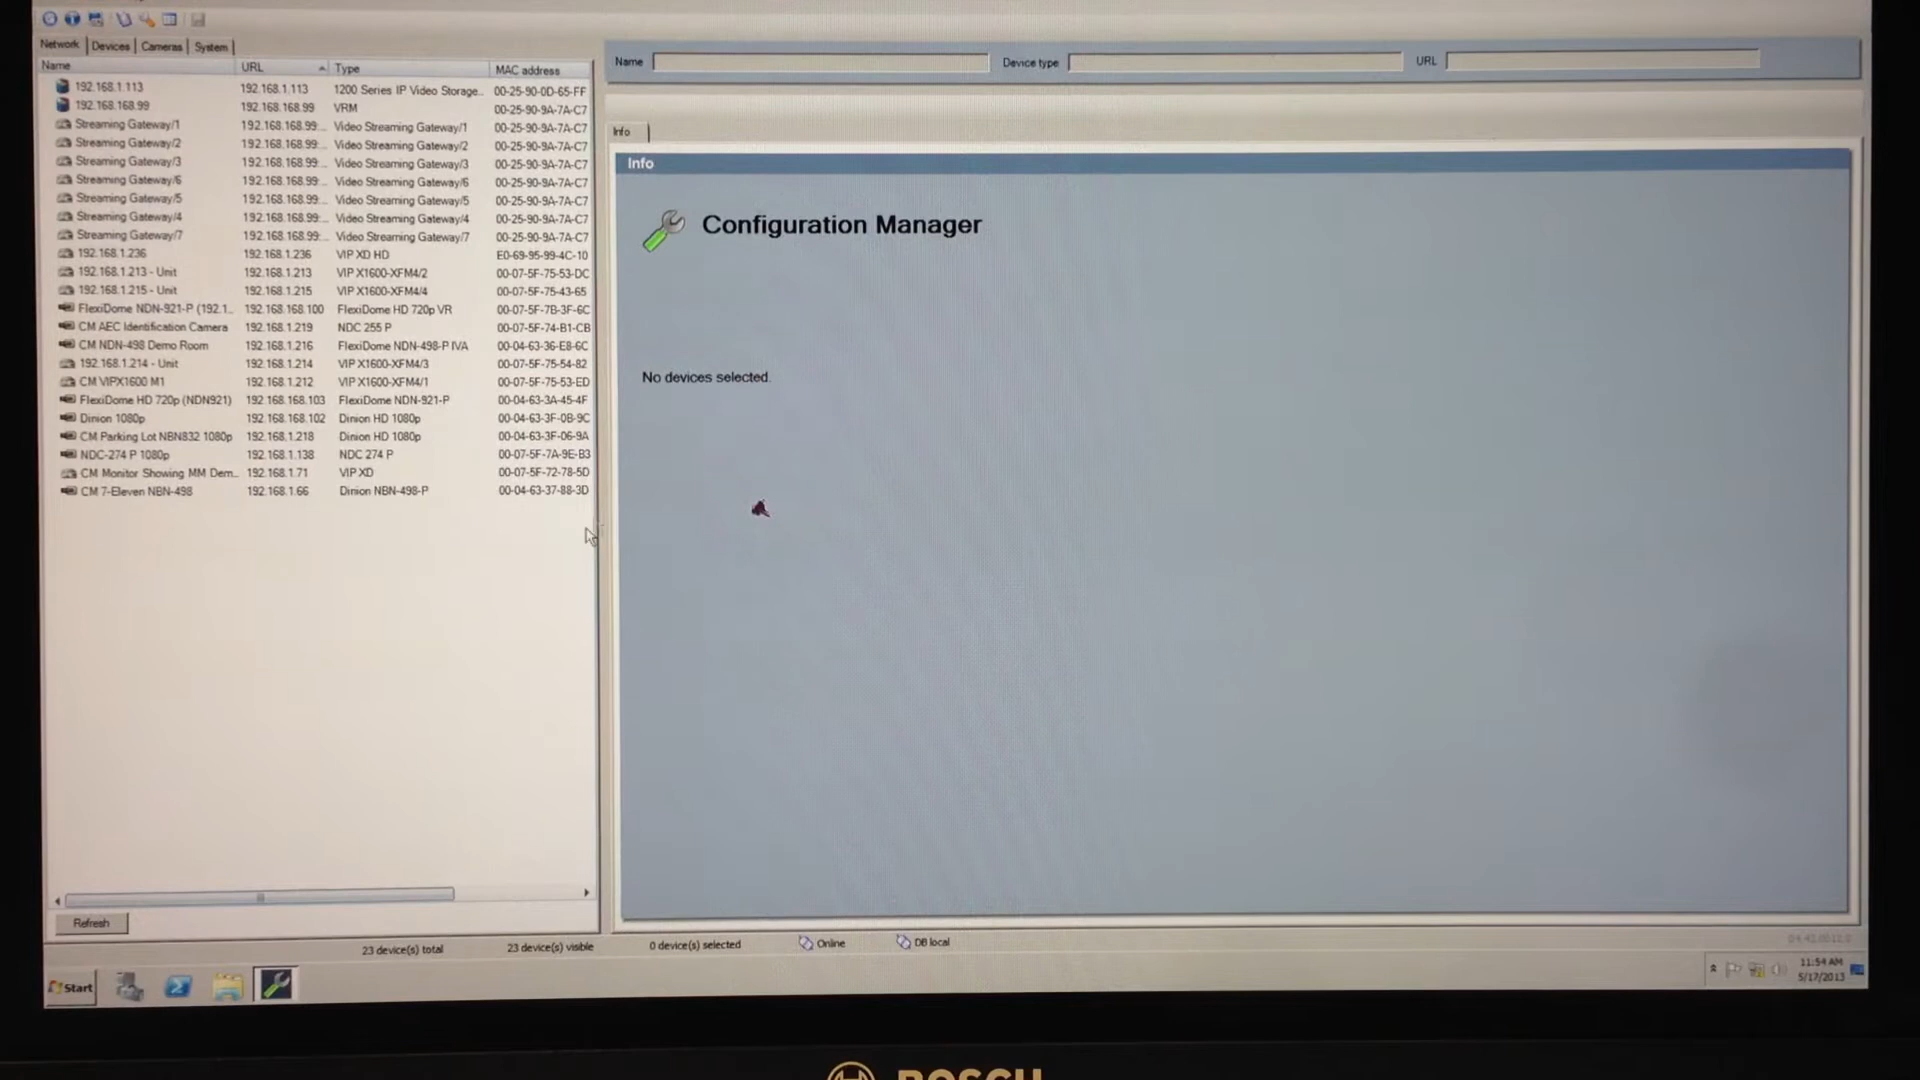 Network Devices Cameras System
Name URL Type MAC address
192.168.1.113 192.168.1.113 1200 Series IP Video Storage... 00-25-90-0D-65-FF
192.168.168.99 192.168.168.99 VRM 00-25-90-9A-7A-C7
Streaming Gateway/1 192.168.168.99:... Video Streaming Gateway/1 00-25-90-9A-7A-C7
Streaming Gateway/2 192.168.168.99:... Video Streaming Gateway/2 00-25-90-9A-7A-C7
Streaming Gateway/3 192.168.168.99:... Video Streaming Gateway/3 00-25-90-9A-7A-C7
Streaming Gateway/6 192.168.168.99:... Video Streaming Gateway/6 00-25-90-9A-7A-C7
Streaming Gateway/5 192.168.168.99:... Video Streaming Gateway/5 00-25-90-9A-7A-C7
Streaming Gateway/4 192.168.168.99:... Video Streaming Gateway/4 00-25-90-9A-7A-C7
Streaming Gateway/7 192.168.168.99:... Video Streaming Gateway/7 00-25-90-9A-7A-C7
192.168.1.236 192.168.1.236 VIP XD HD E0-69-95-99-4C-10
192.168.1.213 - Unit 192.168.1.213 VIP X1600-XFM4/2 00-07-5F-75-53-DC
192.168.1.215 - Unit 192.168.1.215 VIP X1600-XFM4/4 00-07-5F-75-43-65
FlexiDome NDN-921-P (192.1... 192.168.168.100 FlexiDome HD 720p VR 00-07-5F-7B-3F-6C
CM AEC Identification Camera 192.168.1.219 NDC 255 P 00-07-5F-74-B1-CB
CM NDN-498 Demo Room 192.168.1.216 FlexiDome NDN-498-P IVA 00-04-63-36-E8-6C
192.168.1.214 - Unit 192.168.1.214 VIP X1600-XFM4/3 00-07-5F-75-54-82
CM VIPX1600 M1 192.168.1.212 VIP X1600-XFM4/1 00-07-5F-75-53-ED
FlexiDome HD 720p (NDN921) 192.168.168.103 FlexiDome NDN-921-P 00-04-63-3A-45-4F
Dinion 1080p 192.168.168.102 Dinion HD 1080p 00-04-63-3F-0B-9C
CM Parking Lot NBN832 1080p 192.168.1.218 Dinion HD 1080p 00-04-63-3F-06-9A
NDC-274 P 1080p 192.168.1.138 NDC 274 P 00-07-5F-7A-9E-B3
CM Monitor Showing MM Dem... 192.168.1.71 VIP XD 00-07-5F-72-78-5D
CM 7-Eleven NBN-498 192.168.1.66 Dinion NBN-498-P 00-04-63-37-88-3D
Refresh
Name Device type URL
Info
Info
Configuration Manager
No devices selected.
23 device(s) total 23 device(s) visible 0 device(s) selected Online DB local
Start
11:54 AM
5/17/2013
BOSCH